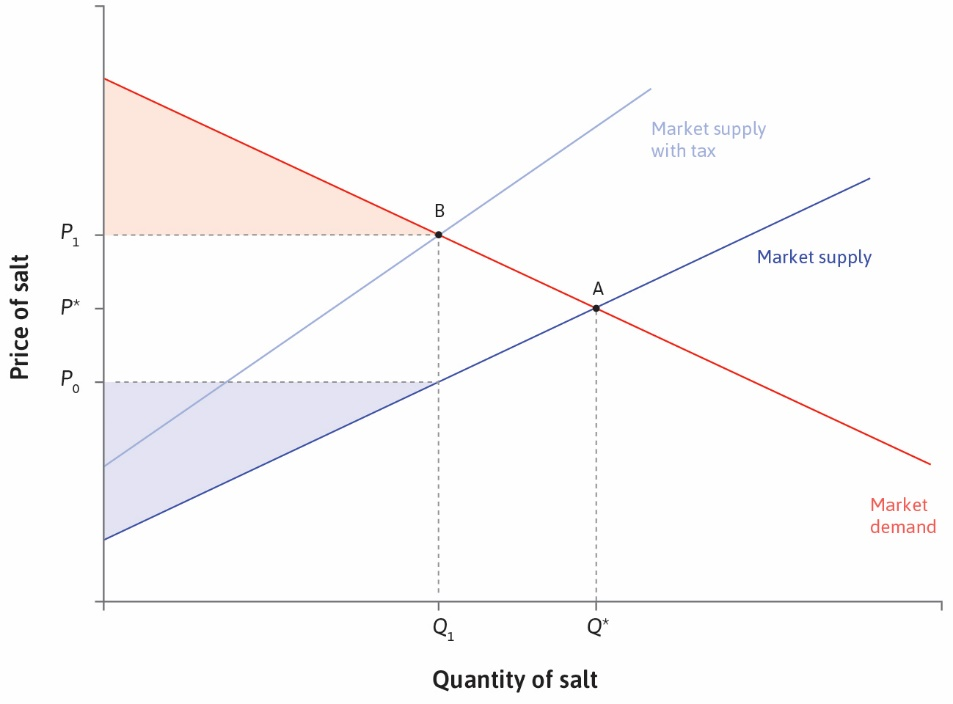 Market supply
with tax
B
P1
Market supply
A
P*
P0
Price of salt
Market
demand
Q1
Q*
Quantity of salt